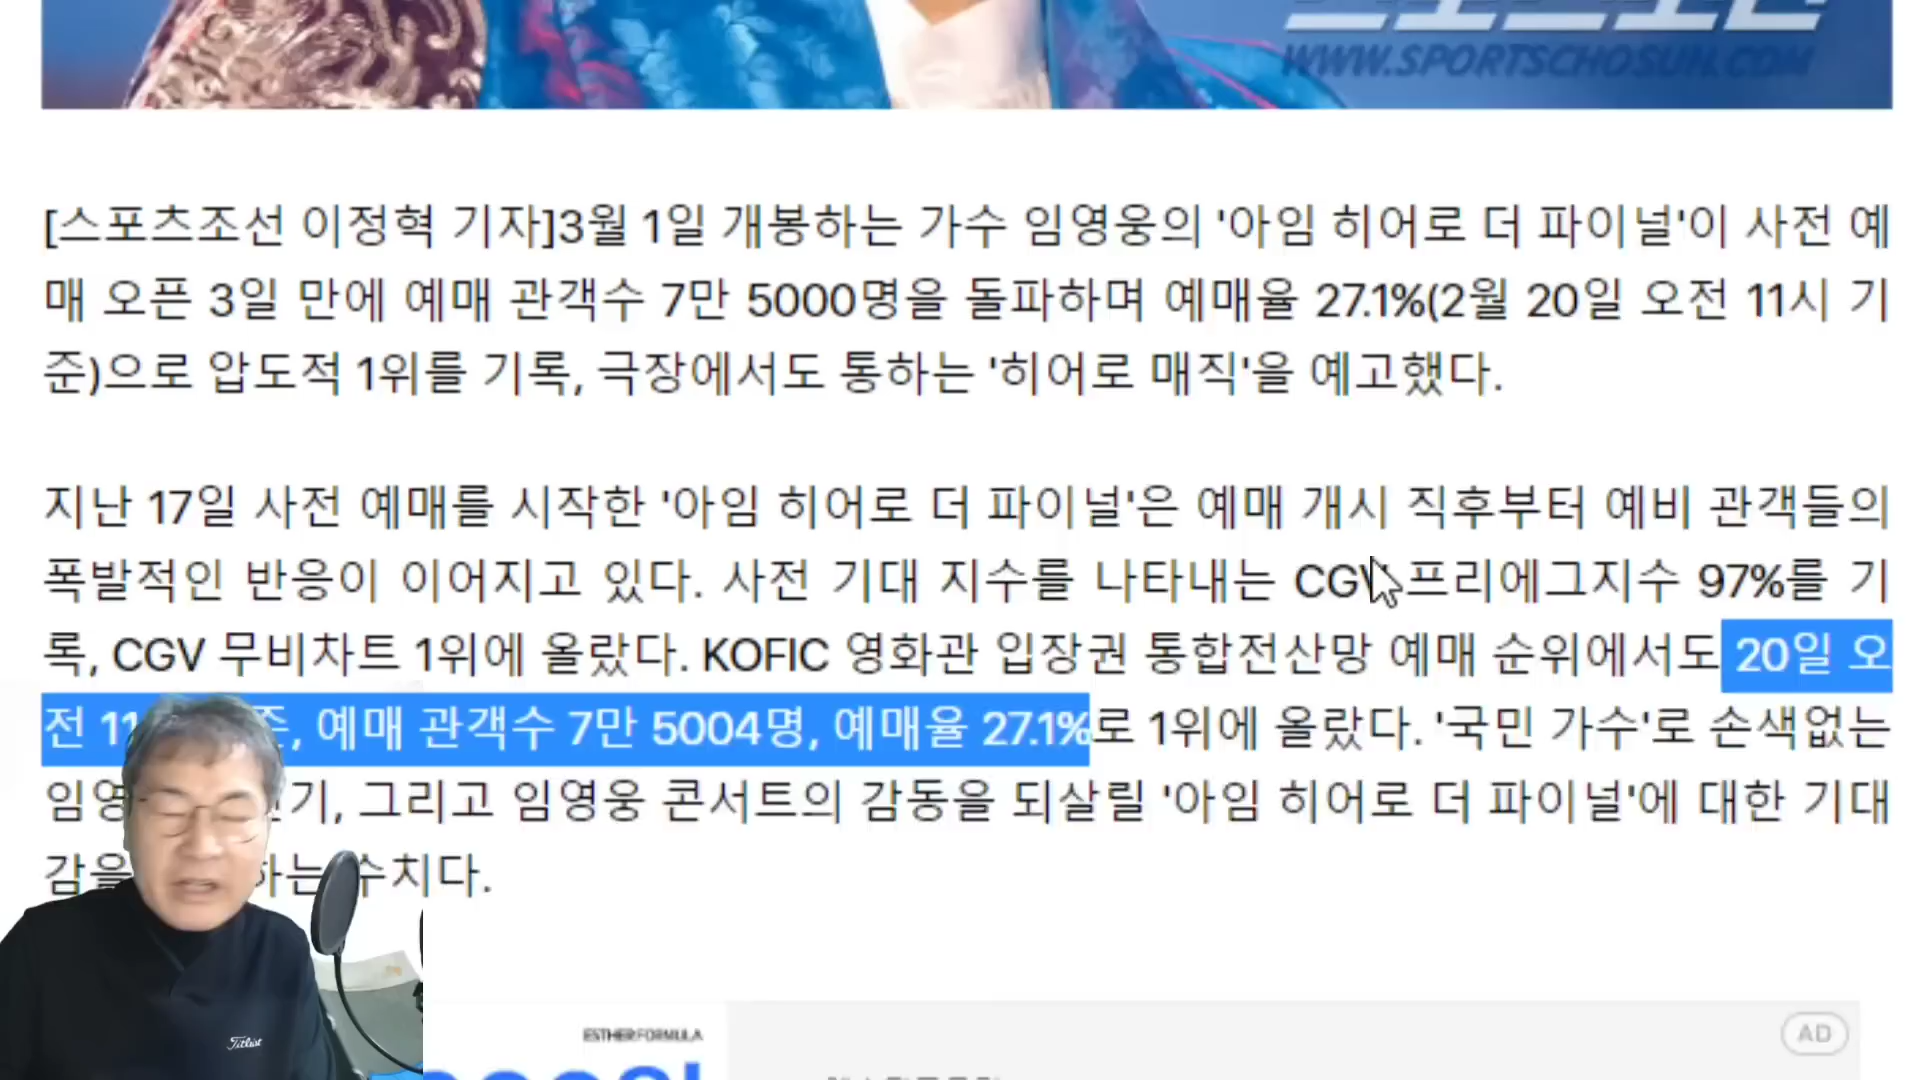 WWW.SPORTSCHOSUN.COM
[스포츠조선 이정혁 기자]3월 1일 개봉하는 가수 임영웅의 '아임 히어로 더 파이널'이 사전 예
매 오픈 3일 만에 예매 관객수 7만 5000명을 돌파하며 예매율 27.1%(2월 20일 오전 11시 기
준)으로 압도적 1위를 기록, 극장에서도 통하는 '히어로 매직'을 예고했다.
지난 17일 사전 예매를 시작한 '아임 히어로 더 파이널'은 예매 개시 직후부터 예비 관객들의
폭발적인 반응이 이어지고 있다. 사전 기대 지수를 나타내는 CGV 프리에그지수 97%를 기
록, CGV 무비차트 1위에 올랐다. KOFIC 영화관 입장권 통합전산망 예매 순위에서도 20일 오
전 11 준, 예매 관객수 7만 5004명, 예매율 27.1%로 1위에 올랐다. '국민 가수'로 손색없는
임영 인기, 그리고 임영웅 콘서트의 감동을 되살릴 '아임 히어로 더 파이널'에 대한 기대
감을 하는 수치다.
Titleist
ESTHER FORMULA
AD